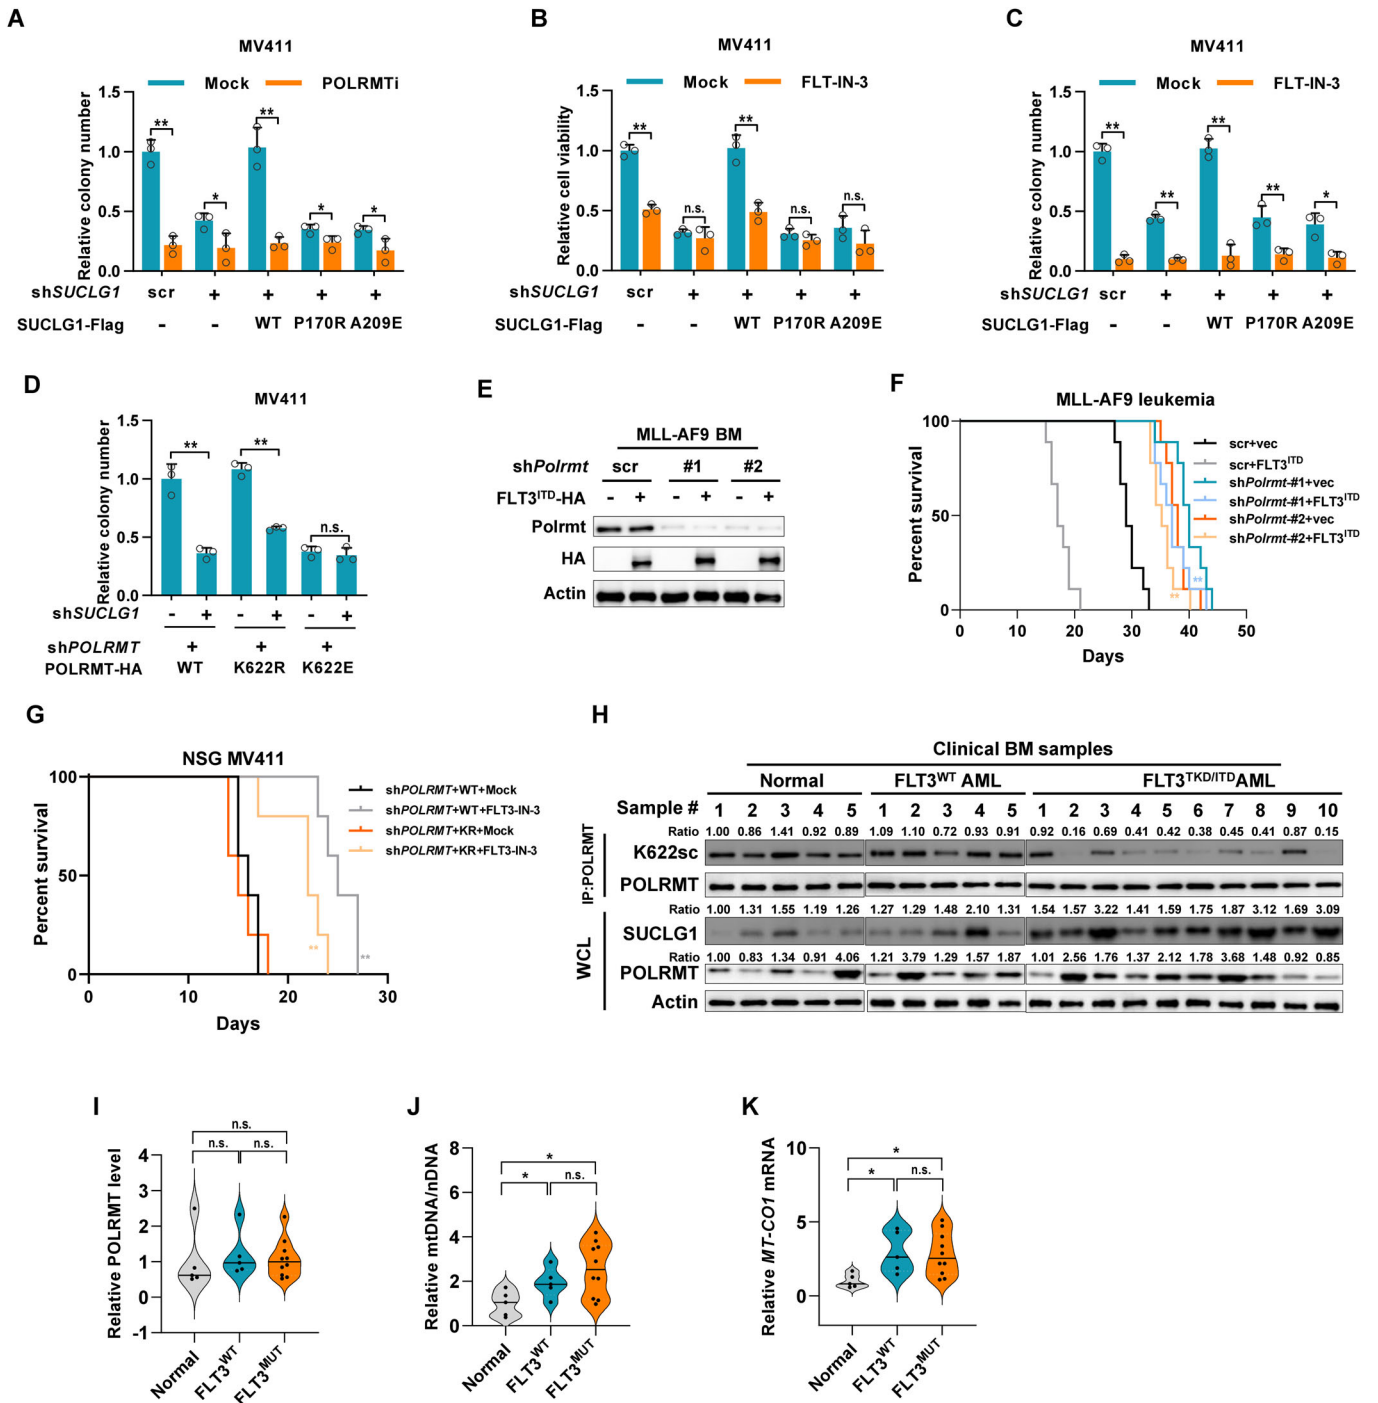 A
MV411
Mock POLRMTi
Relative colony number
1.5
1.0
0.5
0.0
** * ** * *
shSUCLG1 scr + + + +
SUCLG1-Flag - - WT P170R A209E
B
MV411
Mock FLT-IN-3
Relative cell viability
1.5
1.0
0.5
0.0
** n.s. ** n.s. n.s.
shSUCLG1 scr + + + +
SUCLG1-Flag - - WT P170R A209E
C
MV411
Mock FLT-IN-3
Relative colony number
1.5
1.0
0.5
0.0
** ** ** ** *
shSUCLG1 scr + + + +
SUCLG1-Flag - - WT P170R A209E
D
MV411
Relative colony number
1.5
1.0
0.5
0.0
** ** n.s.
shSUCLG1 - + - + - +
shPOLRMT + + +
POLRMT-HA WT K622R K622E
E
MLL-AF9 BM
shPolrmt scr #1 #2
FLT3ITD-HA - + - + - +
Polrmt
HA
Actin
F
MLL-AF9 leukemia
Percent survival
100
50
0
0 10 20 30 40 50
Days
** **
scr+vec
scr+FLT3ITD
shPolrmt-#1+vec
shPolrmt-#1+FLT3ITD
shPolrmt-#2+vec
shPolrmt-#2+FLT3ITD
G
NSG MV411
Percent survival
100
50
0
0 10 20 30
Days
** **
shPOLRMT+WT+Mock
shPOLRMT+WT+FLT3-IN-3
shPOLRMT+KR+Mock
shPOLRMT+KR+FLT3-IN-3
H
Clinical BM samples
Normal FLT3WT AML FLT3TKD/ITDAML
Sample # 1 2 3 4 5 1 2 3 4 5 1 2 3 4 5 6 7 8 9 10
IP:POLRMT
Ratio 1.00 0.86 1.41 0.92 0.89 1.09 1.10 0.72 0.93 0.91 0.92 0.16 0.69 0.41 0.42 0.38 0.45 0.41 0.87 0.15
K622sc
POLRMT
WCL
Ratio 1.00 1.31 1.55 1.19 1.26 1.27 1.29 1.48 2.10 1.31 1.54 1.57 3.22 1.41 1.59 1.75 1.87 3.12 1.69 3.09
SUCLG1
Ratio 1.00 0.83 1.34 0.91 4.06 1.21 3.79 1.29 1.57 1.87 1.01 2.56 1.76 1.37 2.12 1.78 3.68 1.48 0.92 0.85
POLRMT
Actin
I
Relative POLRMT level
4
3
2
1
0
-1
n.s.
n.s. n.s.
Normal FLT3WT FLT3MUT
J
Relative mtDNA/nDNA
8
6
4
2
0
*
* n.s.
Normal FLT3WT FLT3MUT
K
Relative MT-CO1 mRNA
10
5
0
*
* n.s.
Normal FLT3WT FLT3MUT